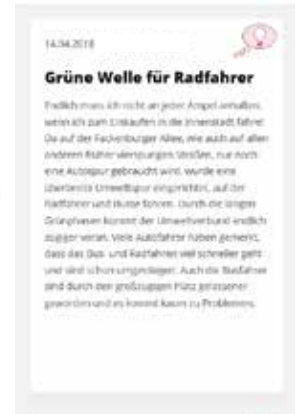 14.04.2018
Grüne Welle für Radfahrer
Endlich muss ich nicht an jeder Ampel anhalten,
wenn ich zum Einkaufen in die Innenstadt fahre!
Da auf der Fackenburger Allee, wie auch auf allen
anderen früher vierspurigen Straßen, nur noch
eine Autospur gebraucht wird, wurde eine
überbreite Umweltspur eingerichtet, auf der
Radfahrer und Busse fahren. Durch die langen
Grünphasen kommt der Umweltverbund endlich
zügiger voran. Viele Autofahrer haben gemerkt,
dass das Bus- und Radfahren viel schneller geht
und sind schon umgestiegen. Auch die Busfahrer
sind durch den großzügigen Platz gelassener
geworden und es kommt kaum zu Problemen.